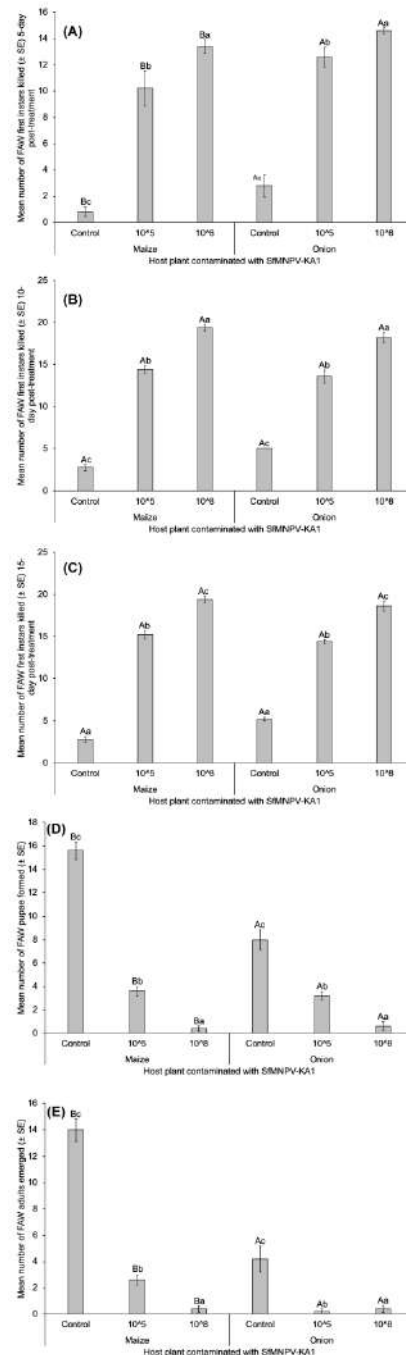 (A)
Mean number of FAW first instars killed (± SE) 5-day
post-treatment
16
14
12
10
8
6
4
2
0
Bc Bb Ba Ac Ab Aa
Control 10^5 10^8 Control 10^5 10^8
Maize Onion
Host plant contaminated with SfMNPV-KA1
(B)
Mean number of FAW first instars killed (± SE) 10-
day post-treatment
25
20
15
10
5
0
Ac Ab Aa Ac Ab Aa
Control 10^5 10^8 Control 10^5 10^8
Maize Onion
Host plant contaminated with SfMNPV-KA1
(C)
Mean number of FAW first instars killed (± SE) 15-
day post-treatment
25
20
15
10
5
0
Aa Ab Ac Aa Ab Ac
Control 10^5 10^8 Control 10^5 10^8
Maize Onion
Host plant contaminated with SfMNPV-KA1
(D)
Mean number of FAW pupae formed (± SE)
18
16
14
12
10
8
6
4
2
0
Bc Bb Ba Ac Ab Aa
Control 10^5 10^8 Control 10^5 10^8
Maize Onion
Host plant contaminated with SfMNPV-KA1
(E)
Mean number of FAW adults emerged (± SE)
16
14
12
10
8
6
4
2
0
Bc Bb Ba Ac Ab Aa
Control 10^5 10^8 Control 10^5 10^8
Maize Onion
Host plant contaminated with SfMNPV-KA1